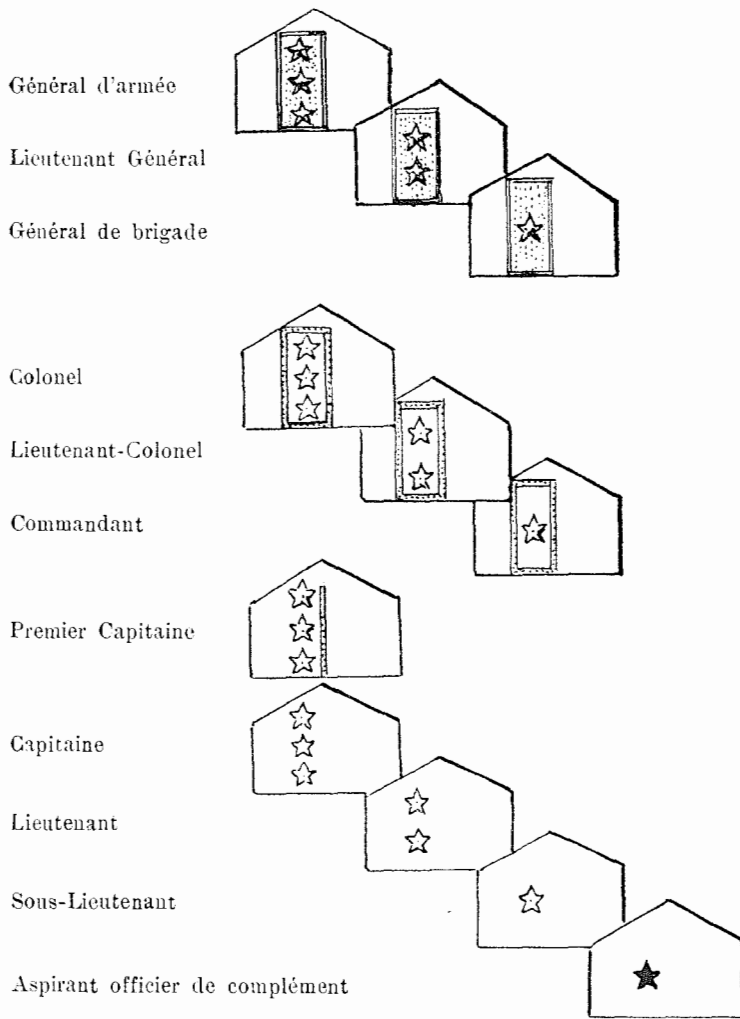 Général d'armée
Lieutenant Général
Général de brigade
Colonel
Lieutenant-Colonel
Commandant
Premier Capitaine
Capitaine
Lieutenant
Sous-Lieutenant
Aspirant officier de complément